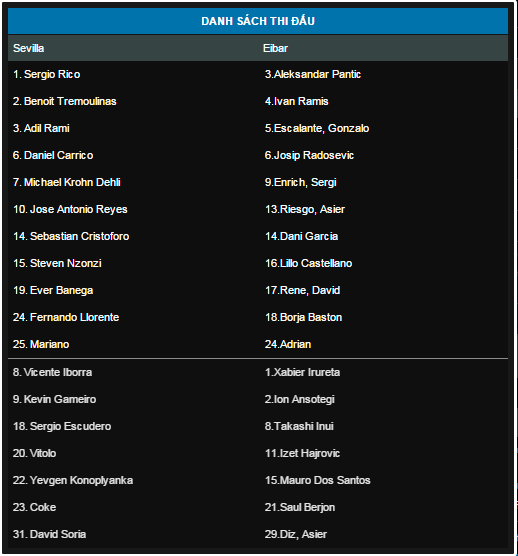 DANH SÁCH THI ĐẤU
Sevilla Eibar
1. Sergio Rico 3.Aleksandar Pantic
2. Benoit Tremoulinas 4.Ivan Ramis
3. Adil Rami 5.Escalante, Gonzalo
6. Daniel Carrico 6.Josip Radosevic
7. Michael Krohn Dehli 9.Enrich, Sergi
10. Jose Antonio Reyes 13.Riesgo, Asier
14. Sebastian Cristoforo 14.Dani Garcia
15. Steven Nzonzi 16.Lillo Castellano
19. Ever Banega 17.Rene, David
24. Fernando Llorente 18.Borja Baston
25. Mariano 24.Adrian
8. Vicente Iborra 1.Xabier Irureta
9. Kevin Gameiro 2.Ion Ansotegi
18. Sergio Escudero 8.Takashi Inui
20. Vitolo 11.Izet Hajrovic
22. Yevgen Konoplyanka 15.Mauro Dos Santos
23. Coke 21.Saul Berjon
31. David Soria 29.Diz, Asier